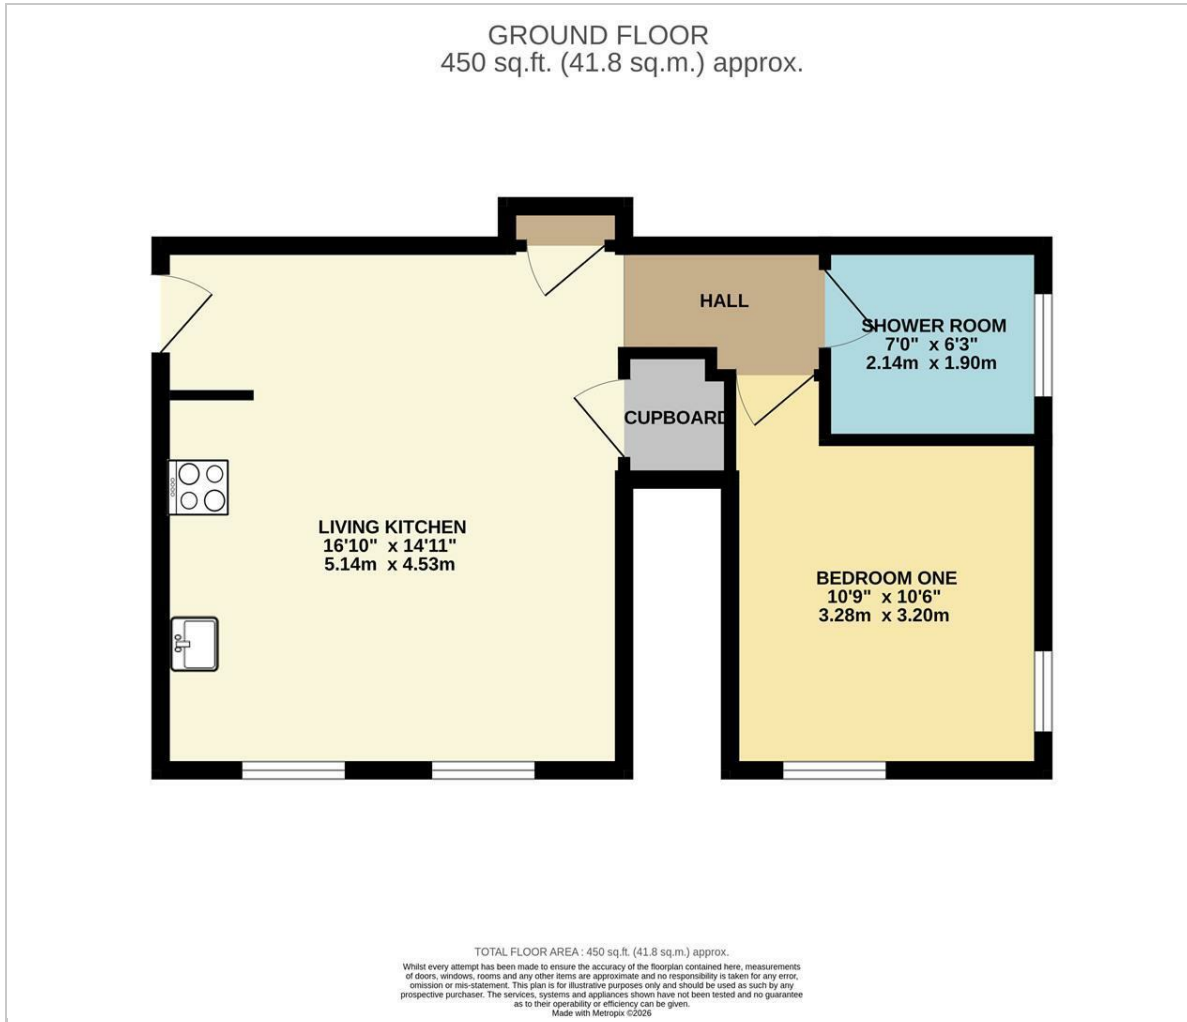 GROUND FLOOR
450 sq.ft. (41.8 sq.m.) approx.
HALL
SHOWER ROOM
7'0" x 6'3"
2.14m x 1.90m
CUPBOARD
LIVING KITCHEN
16'10" x 14'11"
5.14m x 4.53m
BEDROOM ONE
10'9" x 10'6"
3.28m x 3.20m
TOTAL FLOOR AREA : 450 sq.ft. (41.8 sq.m.) approx.
Whilst every attempt has been made to ensure the accuracy of the floorplan contained here, measurements
of doors, windows, rooms and any other items are approximate and no responsibility is taken for any error,
omission or mis-statement. This plan is for illustrative purposes only and should be used as such by any
prospective purchaser. The services, systems and appliances shown have not been tested and no guarantee
as to their operability or efficiency can be given.
Made with Metropix ©2026